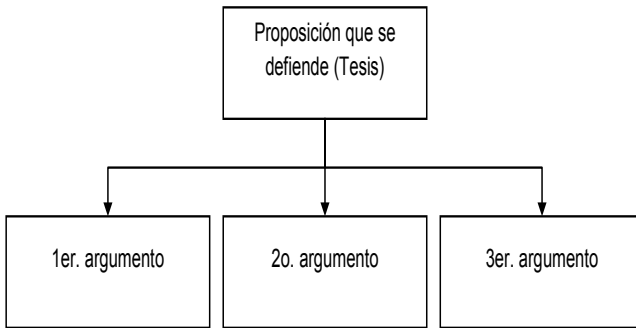 Proposición que se
defiende (Tesis)
1er. argumento
2o. argumento
3er. argumento